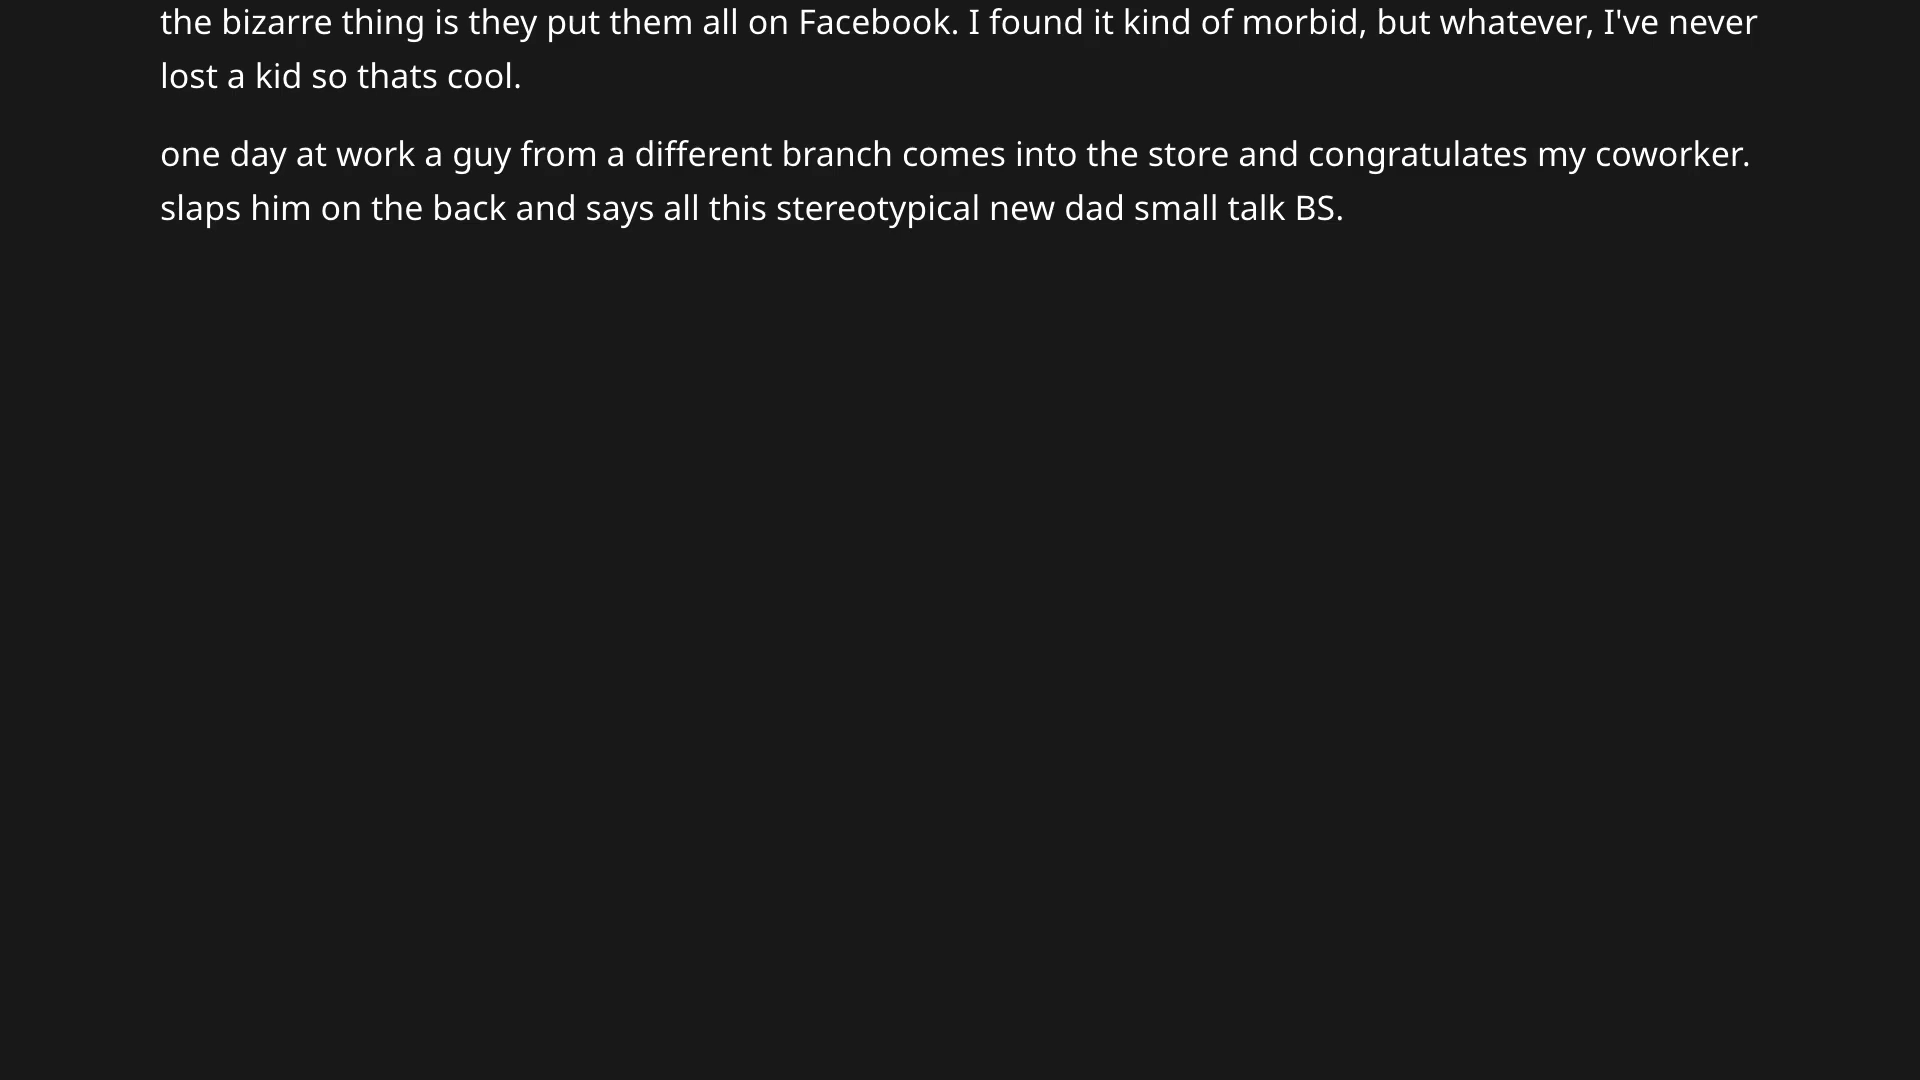 the bizarre thing is they put them all on Facebook. I found it kind of morbid, but whatever, I've never
lost a kid so thats cool.
one day at work a guy from a different branch comes into the store and congratulates my coworker.
slaps him on the back and says all this stereotypical new dad small talk BS.